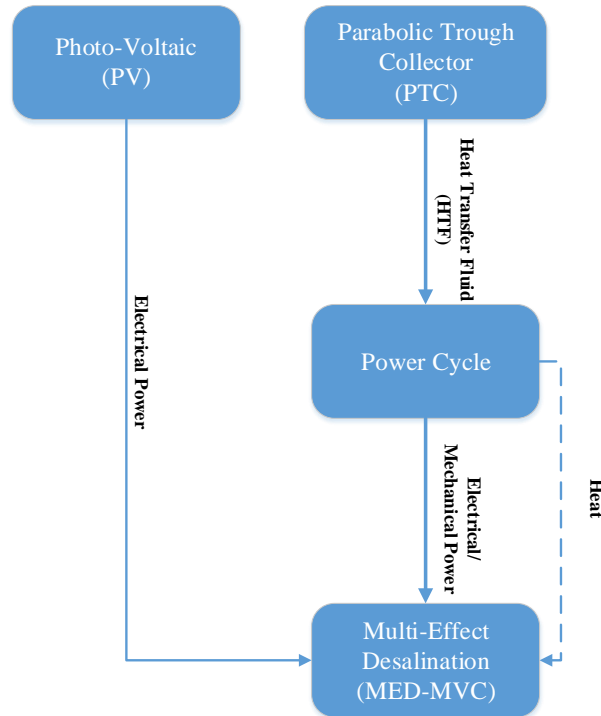 Photo-Voltaic
(PV)
Parabolic Trough
Collector
(PTC)
Heat Transfer Fluid
(HTF)
Electrical Power
Power Cycle
Electrical/
Mechanical Power
Heat
Multi-Effect
Desalination
(MED-MVC)